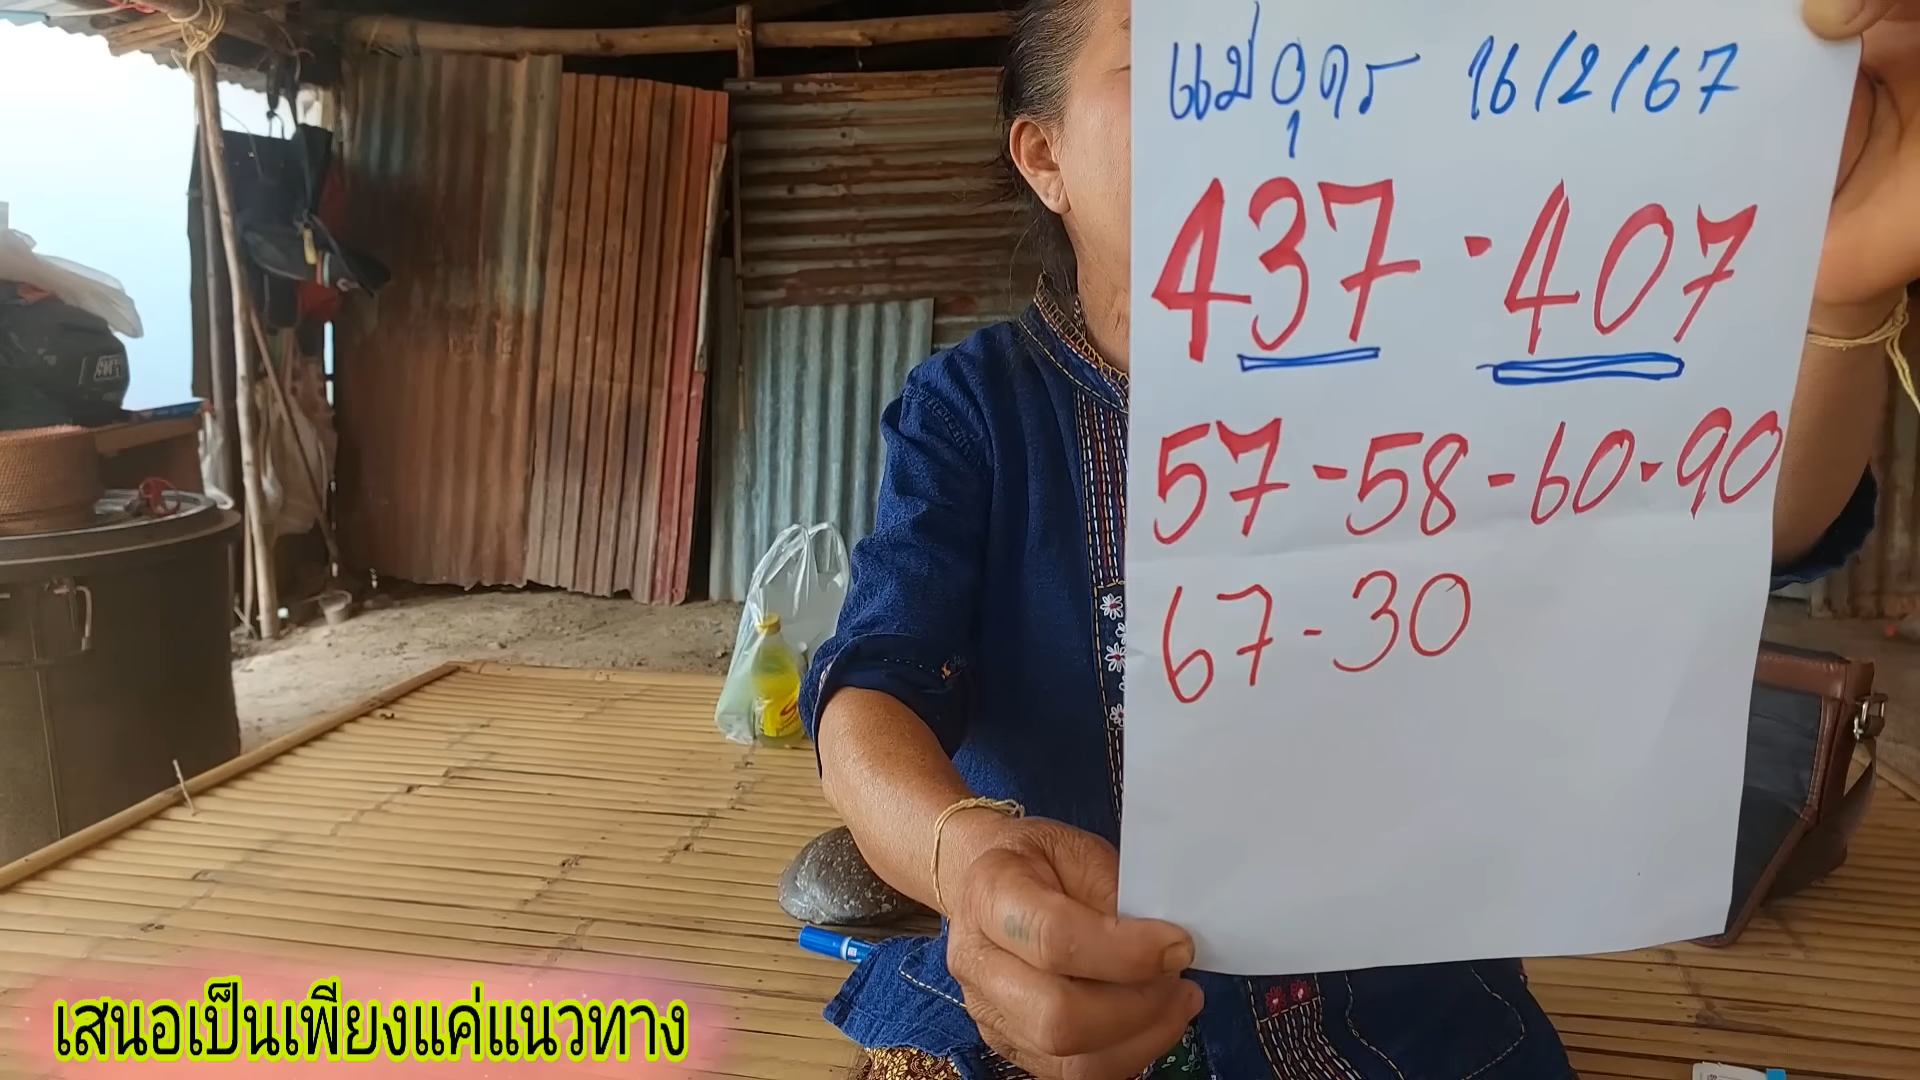 แม่อุดร 16/2/67
437 - 407
57 - 58 - 60 - 90
67 - 30
เสนอเป็นเพียงแค่แนวทาง